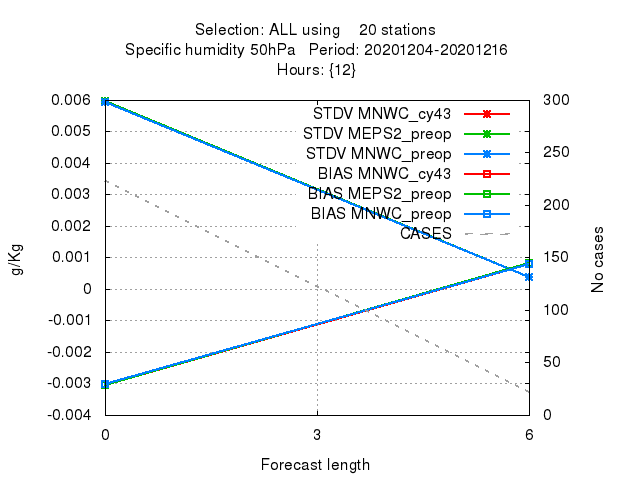 Selection: ALL using    20 stations
Specific humidity 50hPa   Period: 20201204-20201216
Hours: {12}
0.006
0.005
0.004
0.003
0.002
0.001
0
-0.001
-0.002
-0.003
-0.004
g/Kg
STDV MNWC_cy43
STDV MEPS2_preop
STDV MNWC_preop
BIAS MNWC_cy43
BIAS MEPS2_preop
BIAS MNWC_preop
CASES
300
250
200
150
100
50
0
No cases
0 3 6
Forecast length